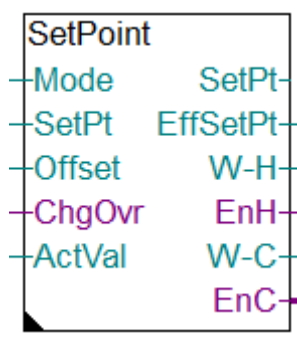 SetPoint
Mode SetPt
SetPt EffSetPt
Offset W-H
ChgOvr EnH
ActVal W-C
EnC